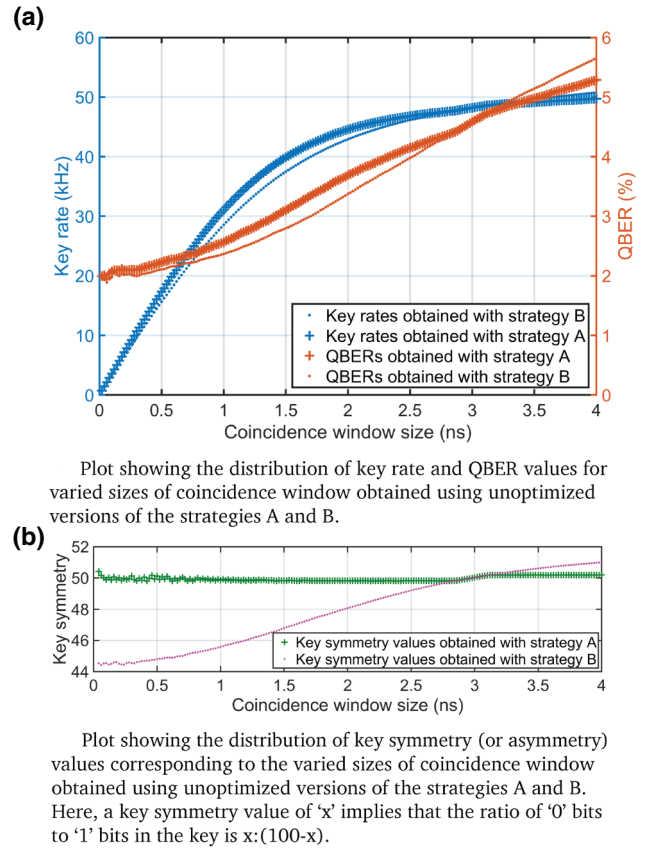 (a)
60
50
40
30
20
10
0
Key rate (kHz)
6
5
4
3
2
1
0
QBER (%)
Key rates obtained with strategy B
Key rates obtained with strategy A
QBERs obtained with strategy A
QBERs obtained with strategy B
0 0.5 1 1.5 2 2.5 3 3.5 4
Coincidence window size (ns)
Plot showing the distribution of key rate and QBER values for
varied sizes of coincidence window obtained using unoptimized
versions of the strategies A and B.
(b)
52
50
48
46
44
Key symmetry
Key symmetry values obtained with strategy A
Key symmetry values obtained with strategy B
0 0.5 1 1.5 2 2.5 3 3.5 4
Coincidence window size (ns)
Plot showing the distribution of key symmetry (or asymmetry)
values corresponding to the varied sizes of coincidence window
obtained using unoptimized versions of the strategies A and B.
Here, a key symmetry value of ‘x’ implies that the ratio of ‘0’ bits
to ‘1’ bits in the key is x:(100-x).